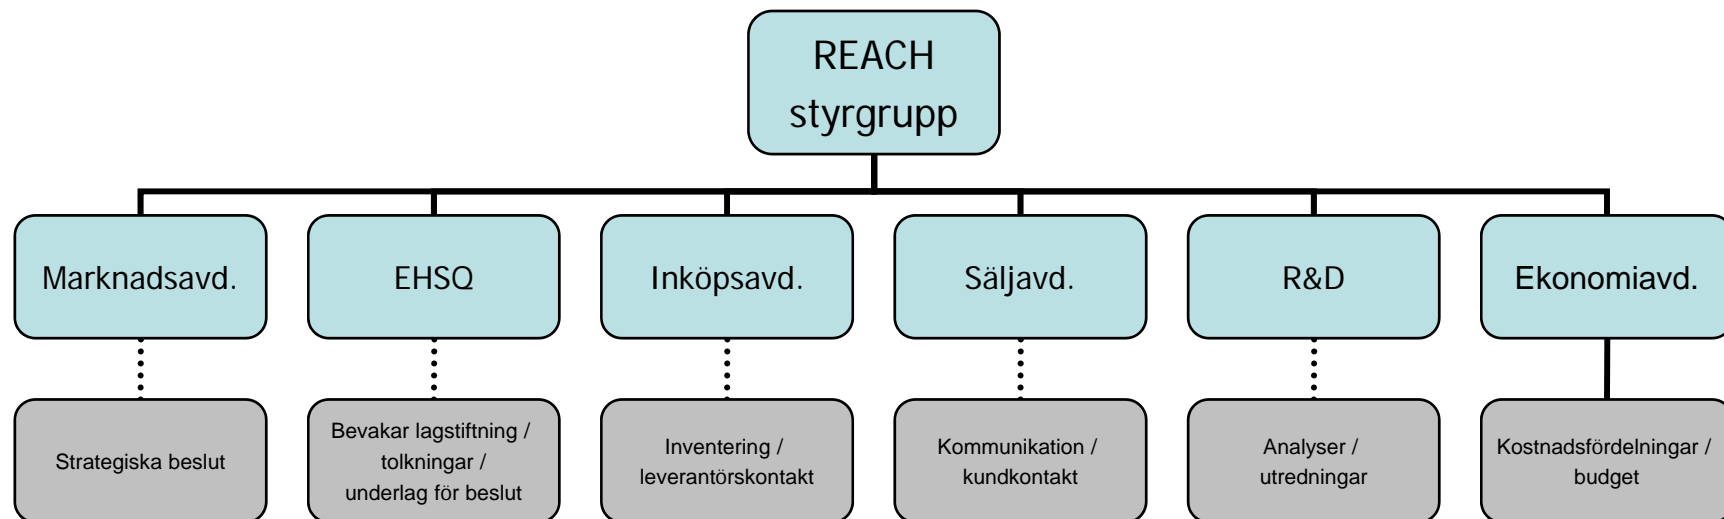 REACH
styrgrupp
Marknadsavd.
EHSQ
Inköpsavd.
Säljavd.
R&D
Ekonomiavd.
Strategiska beslut
Bevakar lagstiftning /
tolkningar /
underlag för beslut
Inventering /
leverantörskontakt
Kommunikation /
kundkontakt
Analyser /
utredningar
Kostnadsfördelningar /
budget